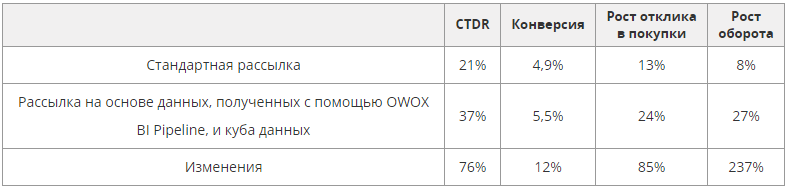 CTDR Конверсия Рост отклика в покупки Рост оборота
Стандартная рассылка 21% 4,9% 13% 8%
Рассылка на основе данных, полученных с помощью OWOX BI Pipeline, и куба данных 37% 5,5% 24% 27%
Изменения 76% 12% 85% 237%